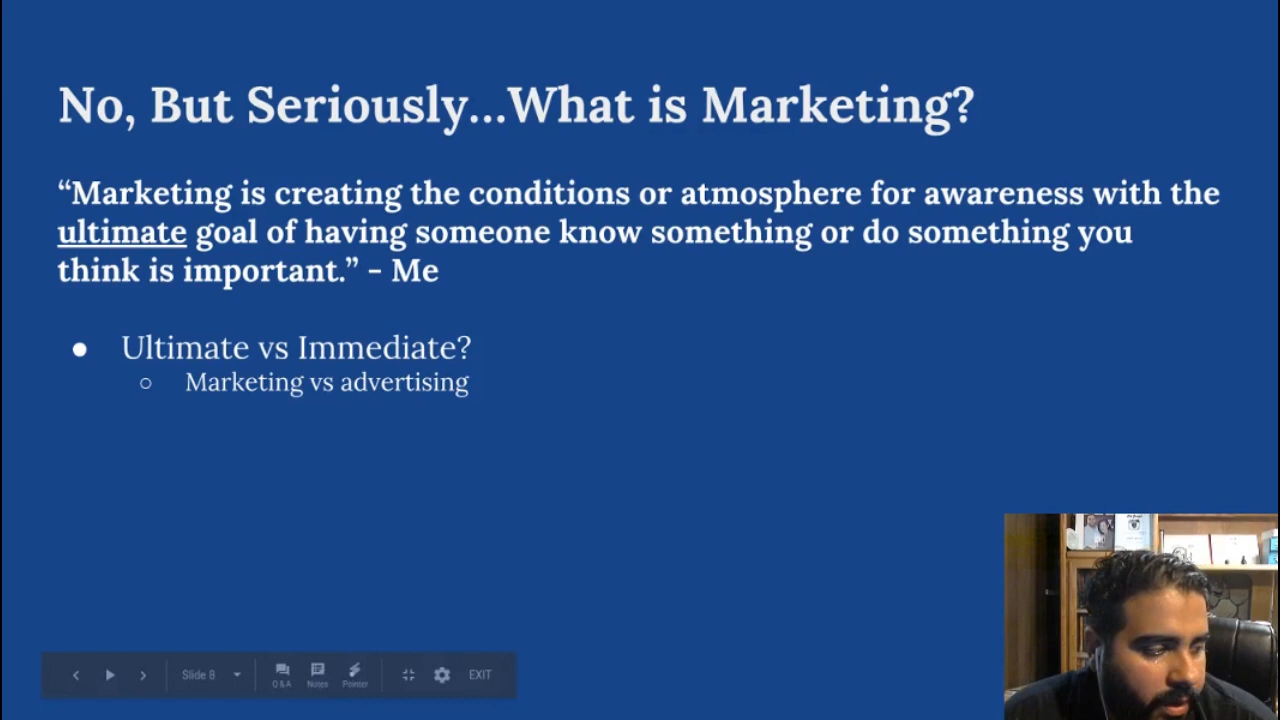 No, But Seriously...What is Marketing?
“Marketing is creating the conditions or atmosphere for awareness with the
ultimate goal of having someone know something or do something you
think is important.” - Me
● Ultimate vs Immediate?
○ Marketing vs advertising
Slide 8
Q & A Notes Pointer
EXIT